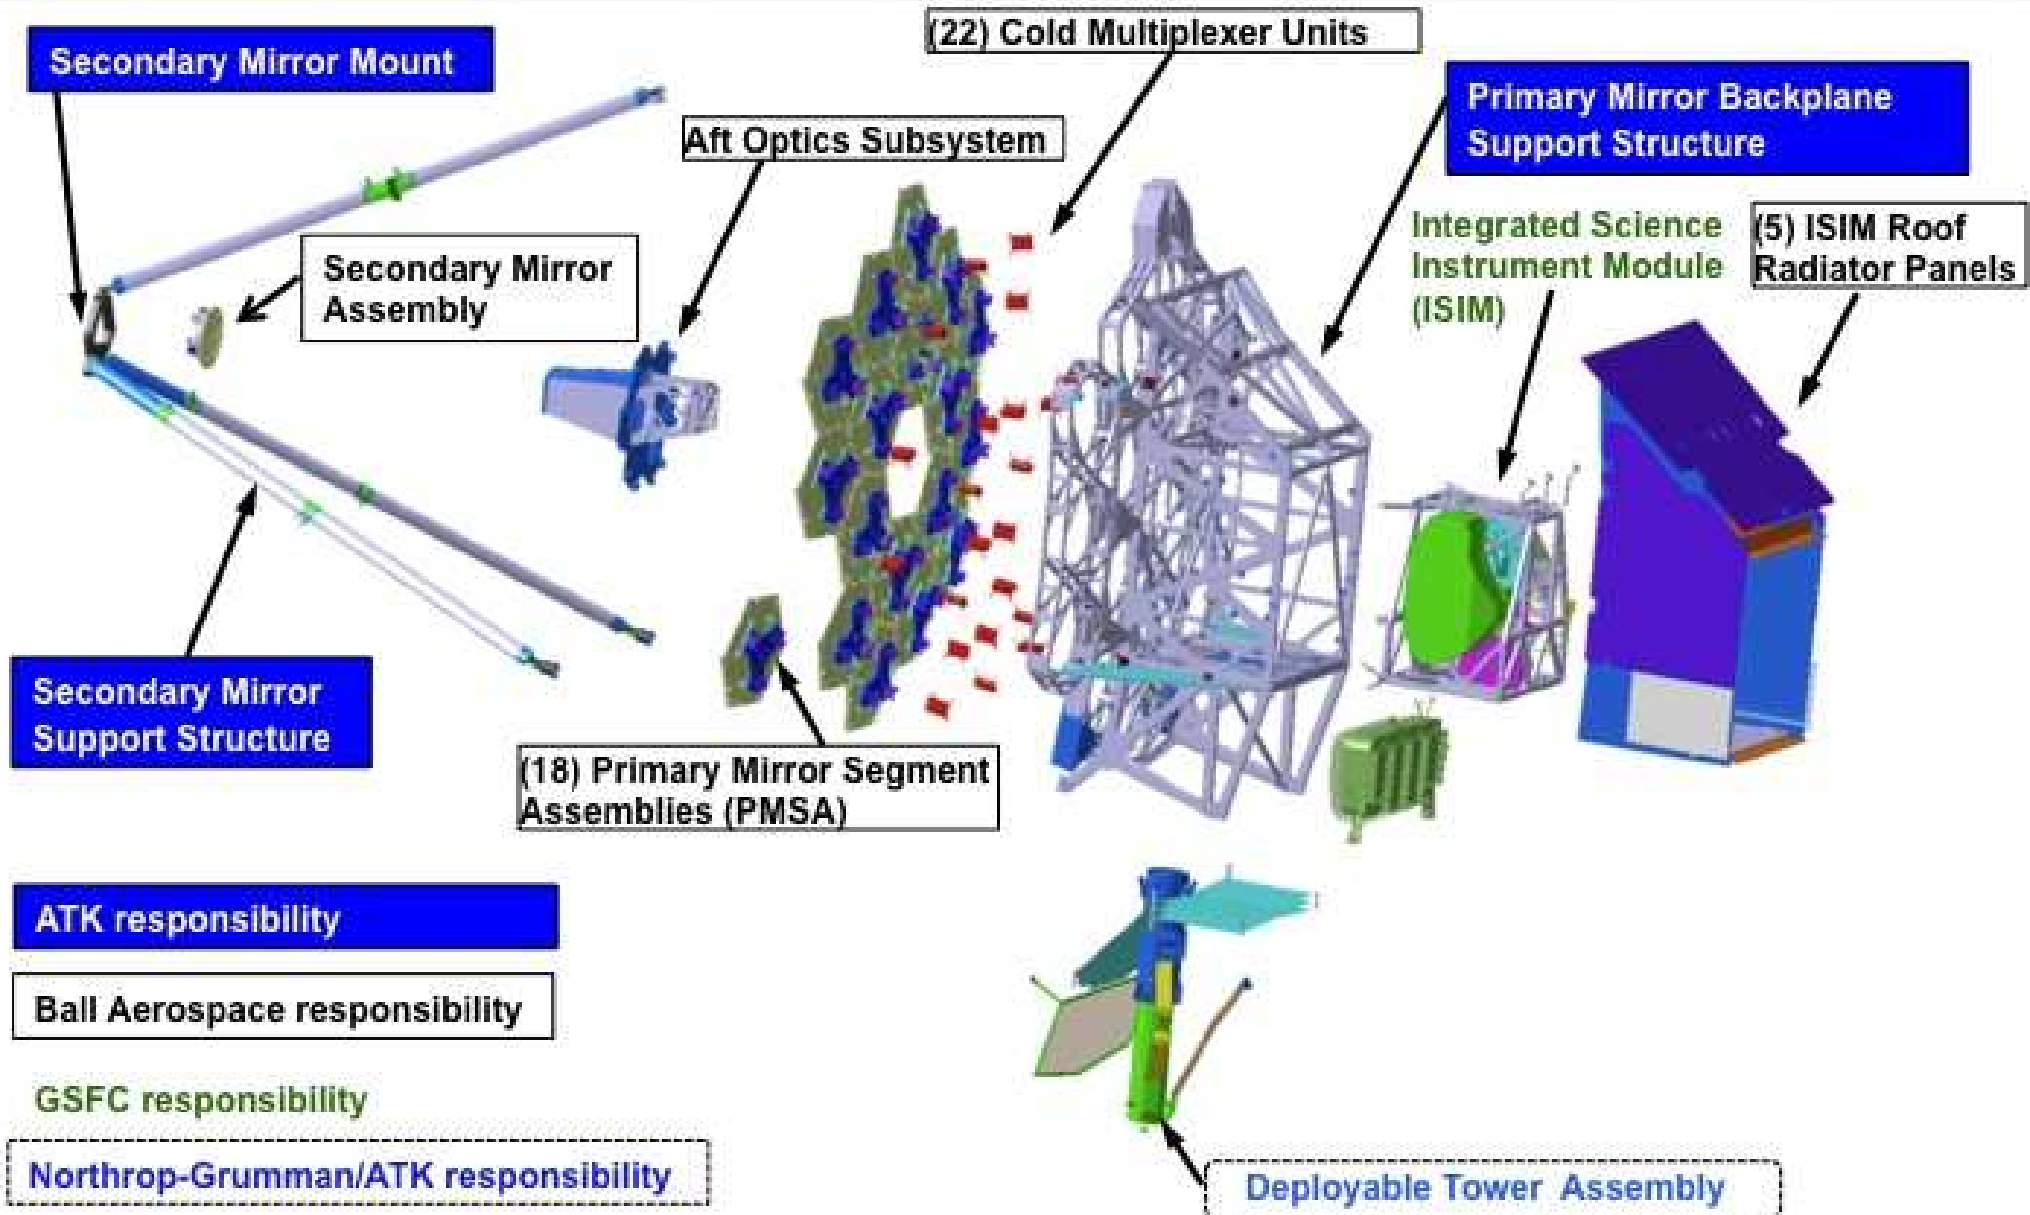 (22) Cold Multiplexer Units
Secondary Mirror Mount
Primary Mirror Backplane
Support Structure
Aft Optics Subsystem
Integrated Science
Instrument Module
(ISIM)
(5) ISIM Roof
Radiator Panels
Secondary Mirror
Assembly
Secondary Mirror
Support Structure
(18) Primary Mirror Segment
Assemblies (PMSA)
ATK responsibility
Ball Aerospace responsibility
GSFC responsibility
Northrop-Grumman/ATK responsibility
Deployable Tower Assembly